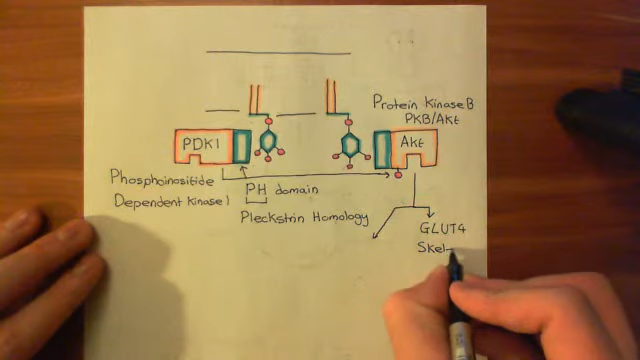 Protein Kinase B
PKB/Akt
PDK1
Akt
Phosphoinositide
Dependent Kinase 1
PH domain
Pleckstrin Homology
GLUT4
Skel